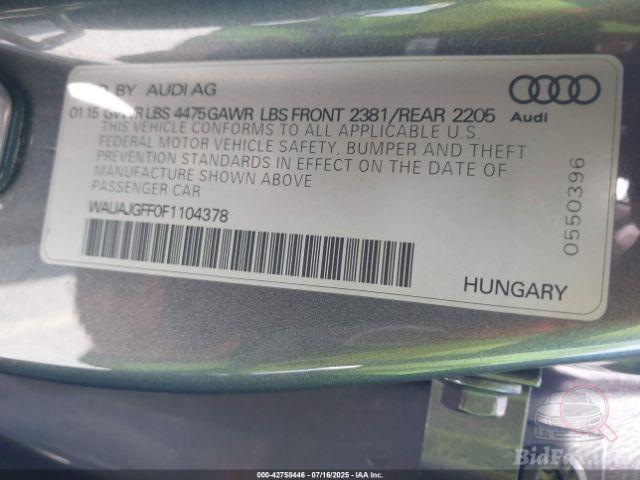 D BY AUDI AG
01 15 GVWR LBS 4475 GAWR LBS FRONT 2381/REAR 2205
THIS VEHICLE CONFORMS TO ALL APPLICABLE U.S.
FEDERAL MOTOR VEHICLE SAFETY, BUMPER AND THEFT
PREVENTION STANDARDS IN EFFECT ON THE DATE OF
MANUFACTURE SHOWN ABOVE
PASSENGER CAR
WAUAJGFF0F1104378
Audi
0550396
HUNGARY
000-42758446 - 07/16/2025 - IAA Inc.